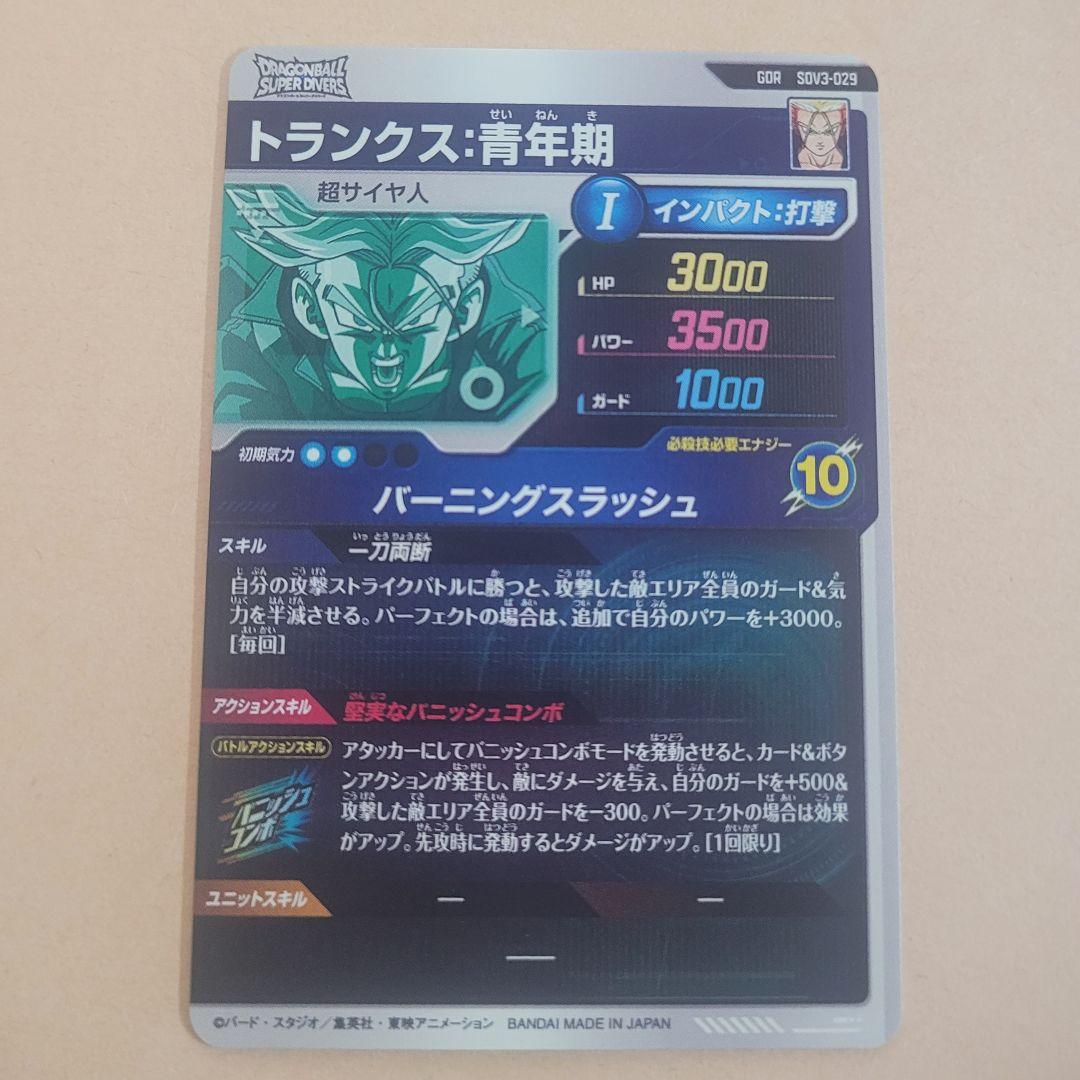 DRAGONBALL
SUPER DIVERS
GDR SDV3-029
せいねんき
トランクス:青年期
超サイヤ人
I インパクト:打撃
HP 3000
パワー 3500
ガード 1000
初期気力
必殺技必要エナジー
10
バーニングスラッシュ
スキル
いっとうりょうだん
一刀両断
じぶん こうげき か こうげき てき ぜんいん き
自分の攻撃ストライクバトルに勝つと、攻撃した敵エリア全員のガード&気
りょく はんげん ばあい ついか じぶん
力を半減させる。パーフェクトの場合は、追加で自分のパワーを+3000。
まいかい
[毎回]
アクションスキル
けんじつ
堅実なバニッシュコンボ
バトルアクションスキル
バニッシュ
コンボ
はつどう
アタッカーにしてバニッシュコンボモードを発動させると、カード&ボタ
はっせい てき あた じぶん
ンアクションが発生し、敵にダメージを与え、自分のガードを+500&
こうげき てき ぜんいん ばあい こうか
攻撃した敵エリア全員のガードを-300。パーフェクトの場合は効果
せんこうじ はつどう かいかぎ
がアップ。先攻時に発動するとダメージがアップ。[1回限り]
ユニットスキル
— —
—
©バード・スタジオ/集英社・東映アニメーション BANDAI MADE IN JAPAN